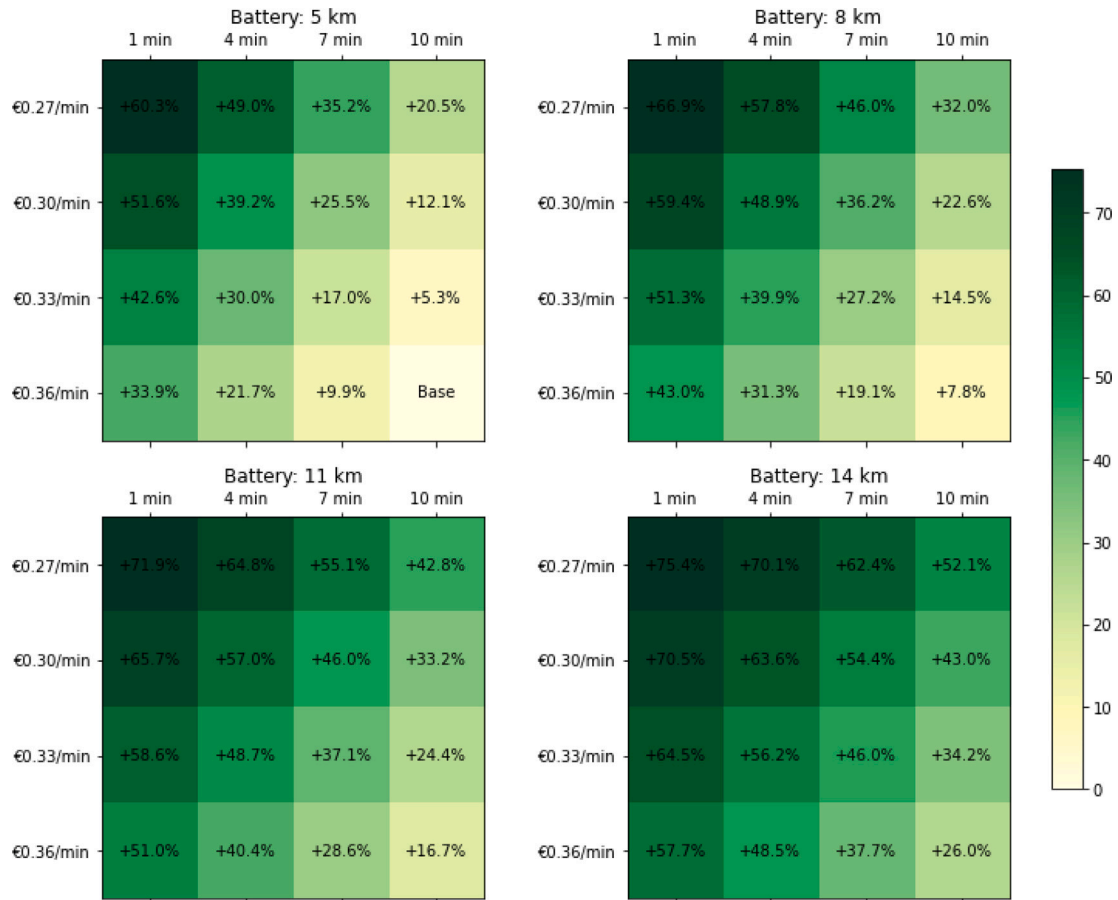 Battery: 5 km
1 min 4 min 7 min 10 min
€0.27/min +60.3% +49.0% +35.2% +20.5%
€0.30/min +51.6% +39.2% +25.5% +12.1%
€0.33/min +42.6% +30.0% +17.0% +5.3%
€0.36/min +33.9% +21.7% +9.9% Base
Battery: 8 km
1 min 4 min 7 min 10 min
€0.27/min +66.9% +57.8% +46.0% +32.0%
€0.30/min +59.4% +48.9% +36.2% +22.6%
€0.33/min +51.3% +39.9% +27.2% +14.5%
€0.36/min +43.0% +31.3% +19.1% +7.8%
Battery: 11 km
1 min 4 min 7 min 10 min
€0.27/min +71.9% +64.8% +55.1% +42.8%
€0.30/min +65.7% +57.0% +46.0% +33.2%
€0.33/min +58.6% +48.7% +37.1% +24.4%
€0.36/min +51.0% +40.4% +28.6% +16.7%
Battery: 14 km
1 min 4 min 7 min 10 min
€0.27/min +75.4% +70.1% +62.4% +52.1%
€0.30/min +70.5% +63.6% +54.4% +43.0%
€0.33/min +64.5% +56.2% +46.0% +34.2%
€0.36/min +57.7% +48.5% +37.7% +26.0%
70
60
50
40
30
20
10
0